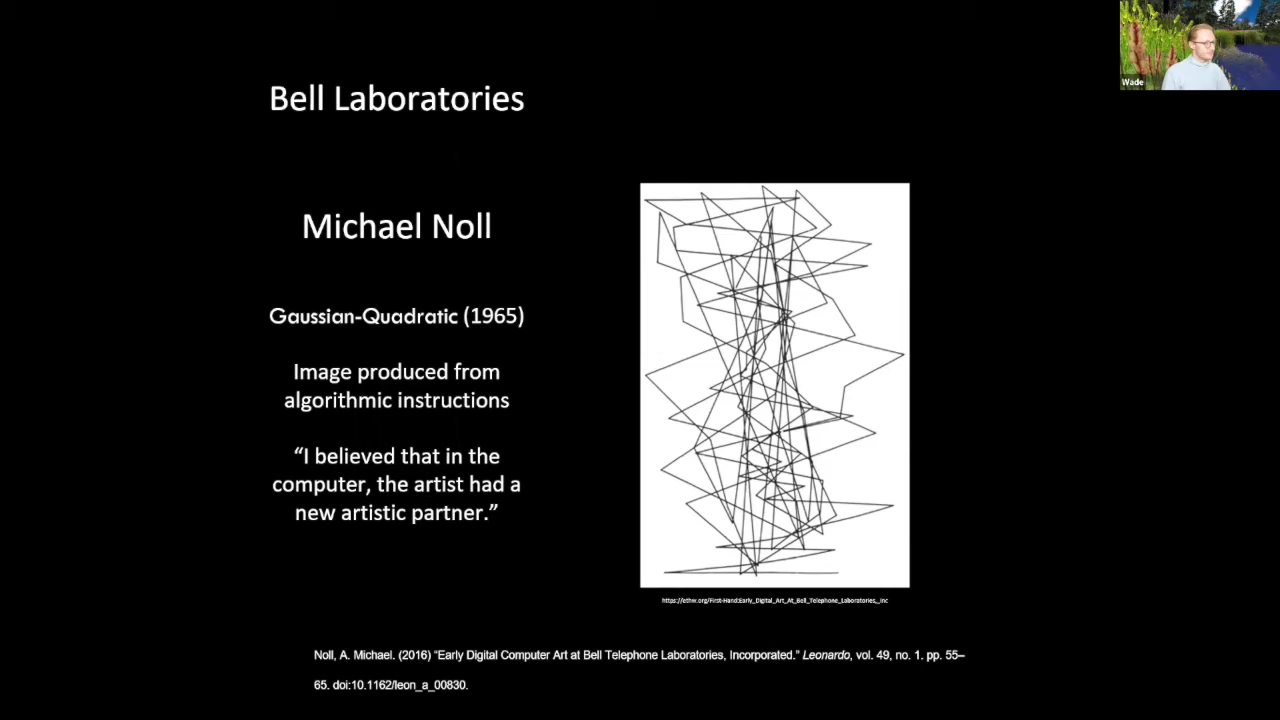 Bell Laboratories
Wade
Michael Noll
Gaussian-Quadratic (1965)
Image produced from
algorithmic instructions
“I believed that in the
computer, the artist had a
new artistic partner.”
https://ethw.org/First-Hand:Early_Digital_Art_At_Bell_Telephone_Laboratories,_Inc
Noll, A. Michael. (2016) “Early Digital Computer Art at Bell Telephone Laboratories, Incorporated.” Leonardo, vol. 49, no. 1. pp. 55–
65. doi:10.1162/leon_a_00830.